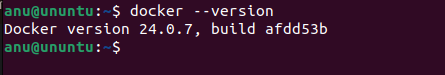 anu@ununtu:~$ docker --version
Docker version 24.0.7, build afdd53b
anu@ununtu:~$